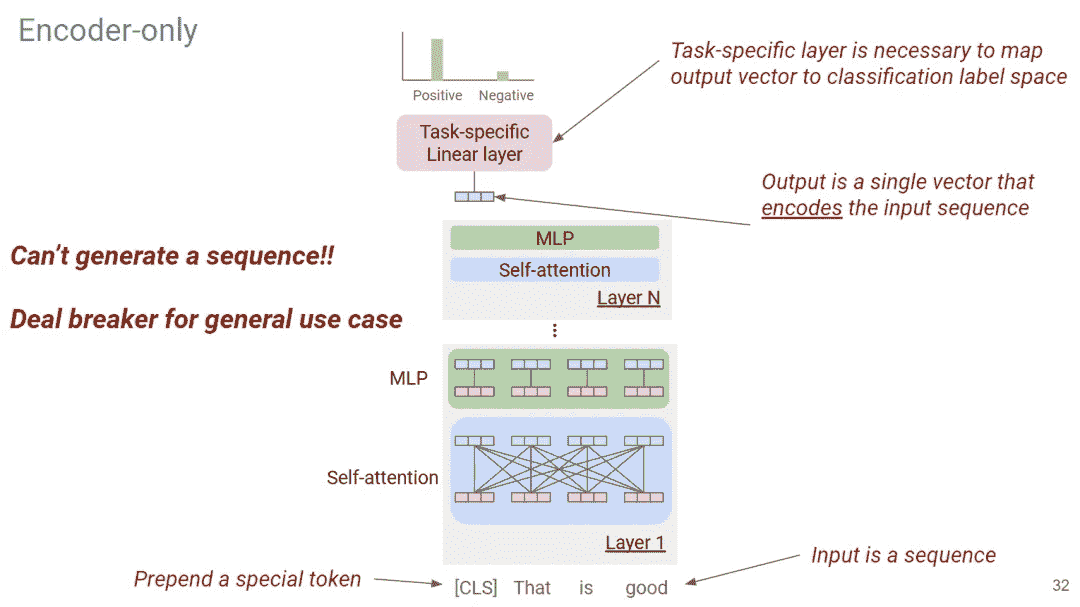 Encoder-only
Task-specific layer is necessary to map
output vector to classification label space
Positive
Negative
Task-specific
Linear layer
Output is a single vector that
encodes the input sequence
MLP
Self-attention
Layer N
Can't generate a sequence!!
Deal breaker for general use case
MLP
Self-attention
Layer 1
Input is a sequence
Prepend a special token
[CLS] That is good
32